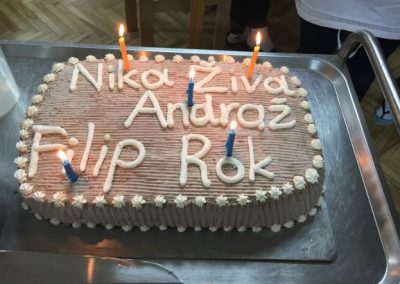 Nika Živa
Andraž
Filip Rok